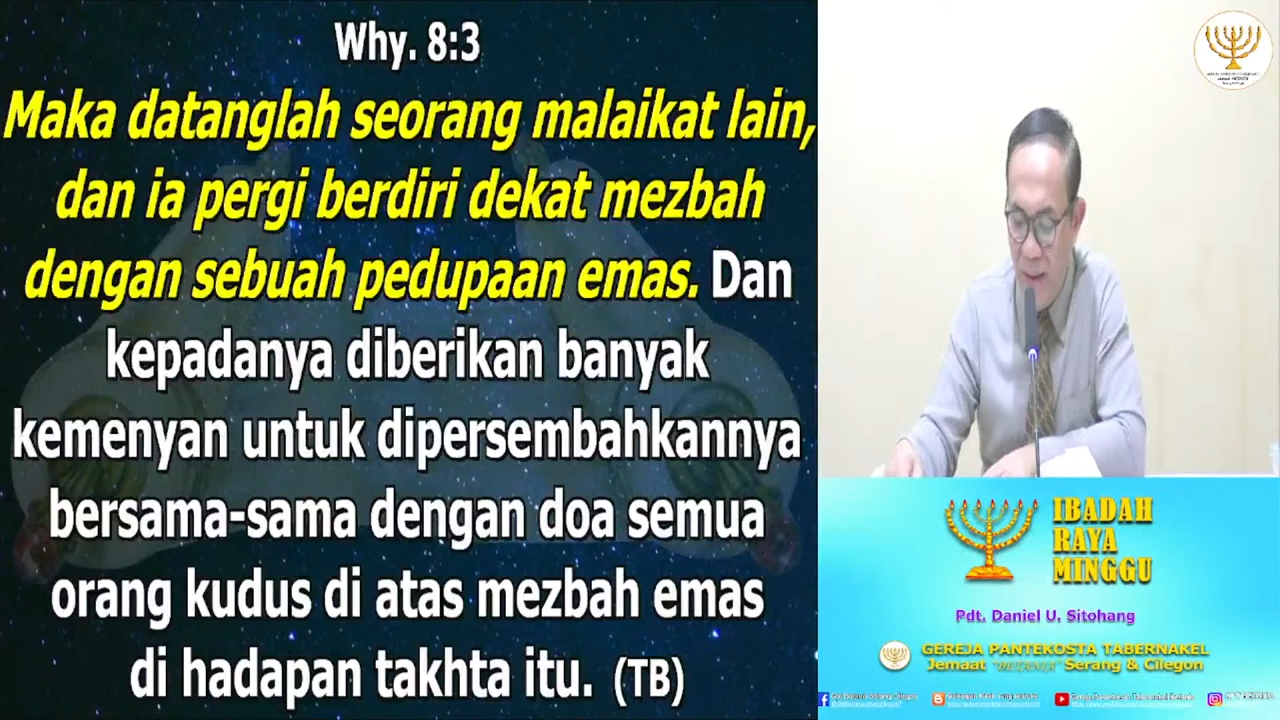 Why. 8:3
Maka datanglah seorang malaikat lain,
dan ia pergi berdiri dekat mezbah
dengan sebuah pedupaan emas. Dan
kepadanya diberikan banyak
kemenyan untuk dipersembahkannya
bersama-sama dengan doa semua
orang kudus di atas mezbah emas
di hadapan takhta itu. (TB)
IBADAH
RAYA
MINGGU
Pdt. Daniel U. Sitohang
GEREJA PANTEKOSTA TABERNAKEL
Jemaat "BETANIA" Serang & Cilegon